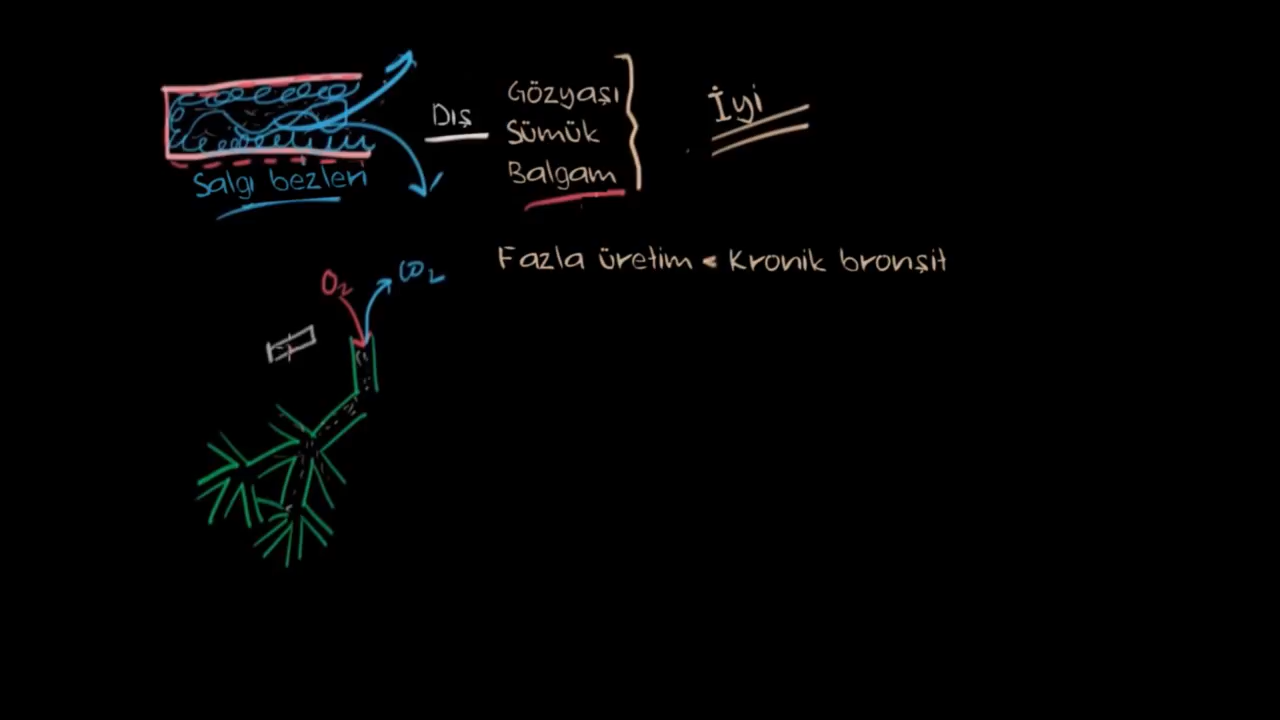 Dış
Gözyaşı
Sümük
Balgam
İyi
Salgı bezleri
Fazla üretim < Kronik bronşit
O₂
CO₂